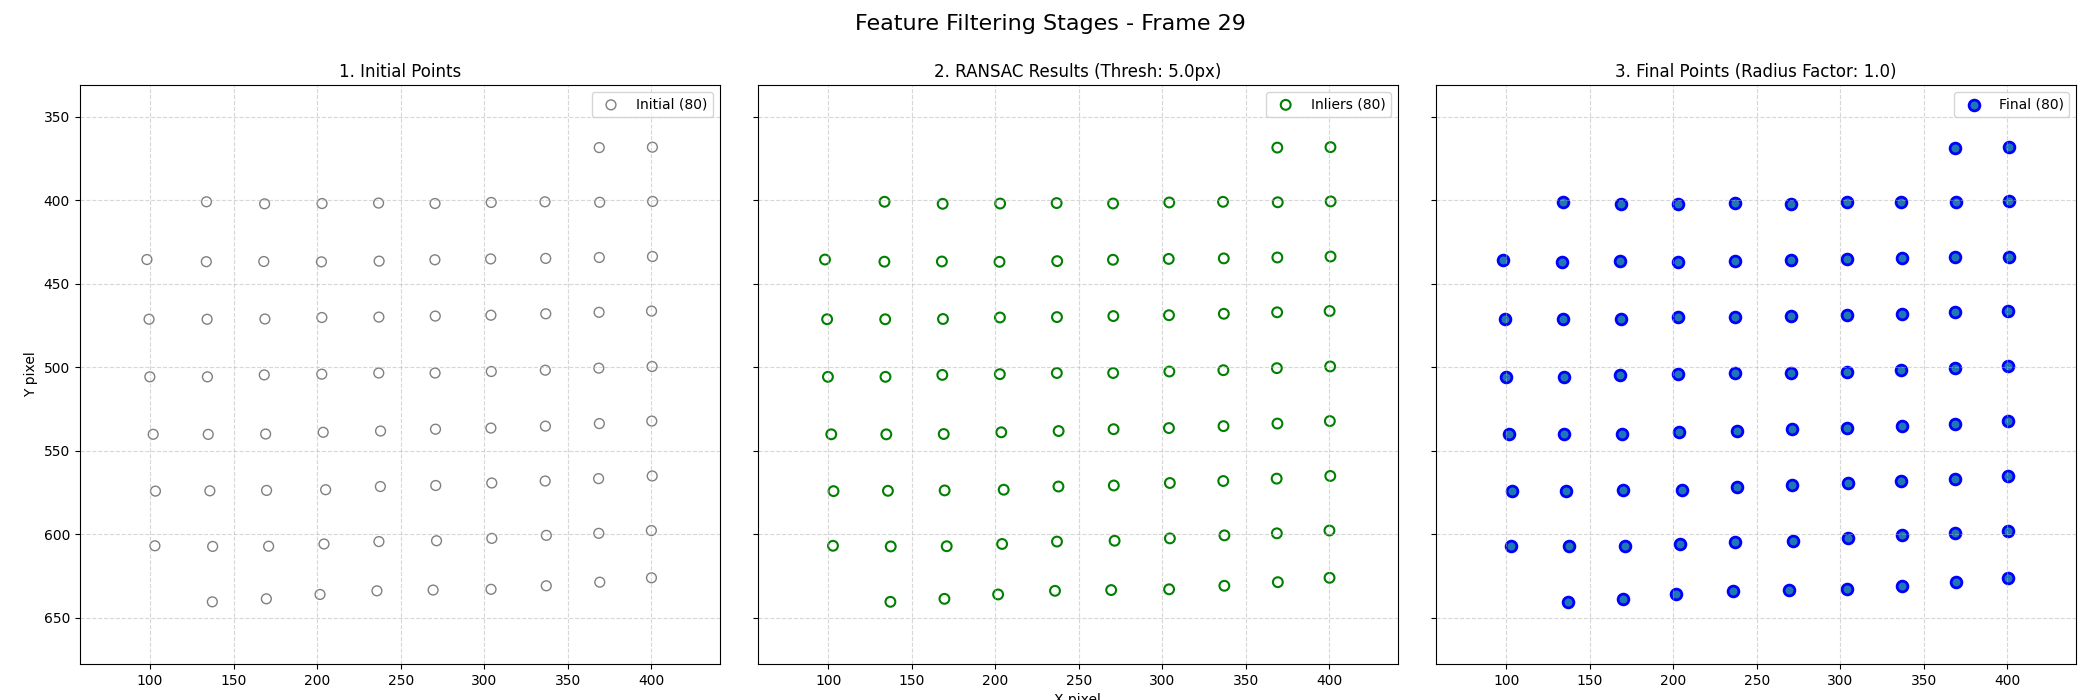 Feature Filtering Stages - Frame 29
1. Initial Points
Initial (80)
350
400
450
500
550
600
650
Y pixel
100 150 200 250 300 350 400
2. RANSAC Results (Thresh: 5.0px)
Inliers (80)
100 150 200 250 300 350 400
X pixel
3. Final Points (Radius Factor: 1.0)
Final (80)
100 150 200 250 300 350 400